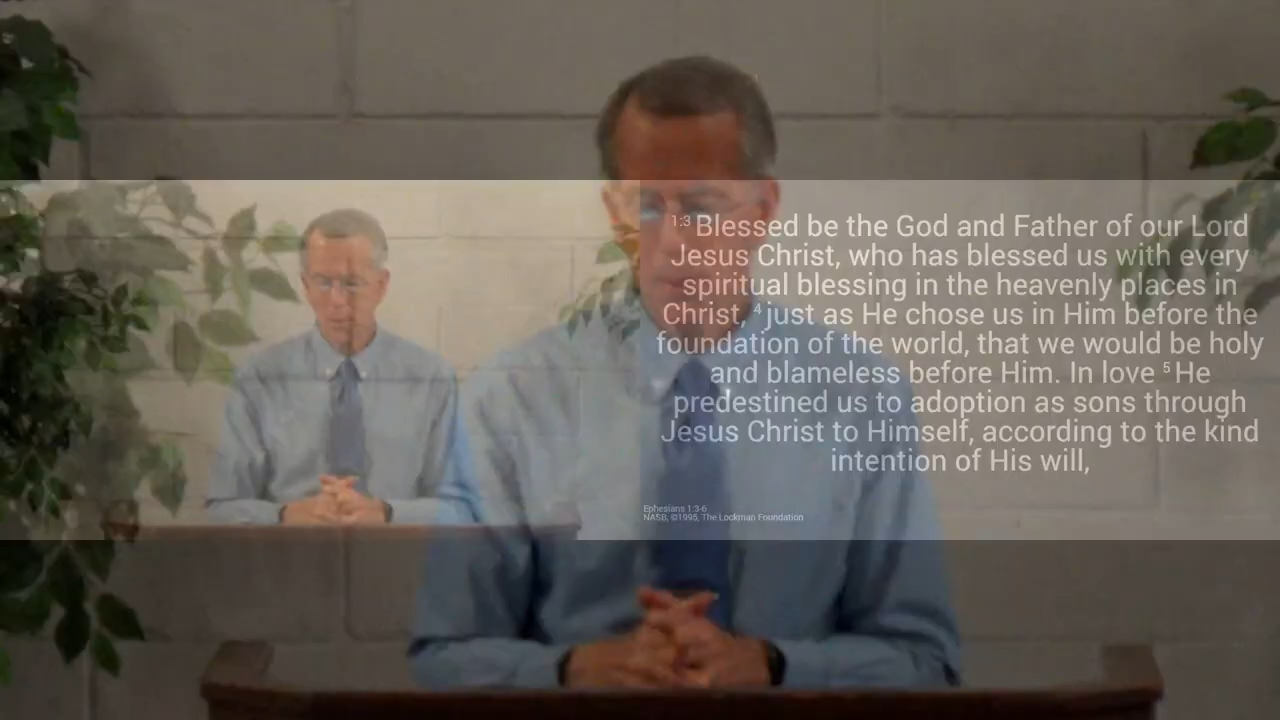 1:3 Blessed be the God and Father of our Lord
Jesus Christ, who has blessed us with every
spiritual blessing in the heavenly places in
Christ, 4 just as He chose us in Him before the
foundation of the world, that we would be holy
and blameless before Him. In love 5 He
predestined us to adoption as sons through
Jesus Christ to Himself, according to the kind
intention of His will,
Ephesians 1:3-6
NASB, ©1995, The Lockman Foundation